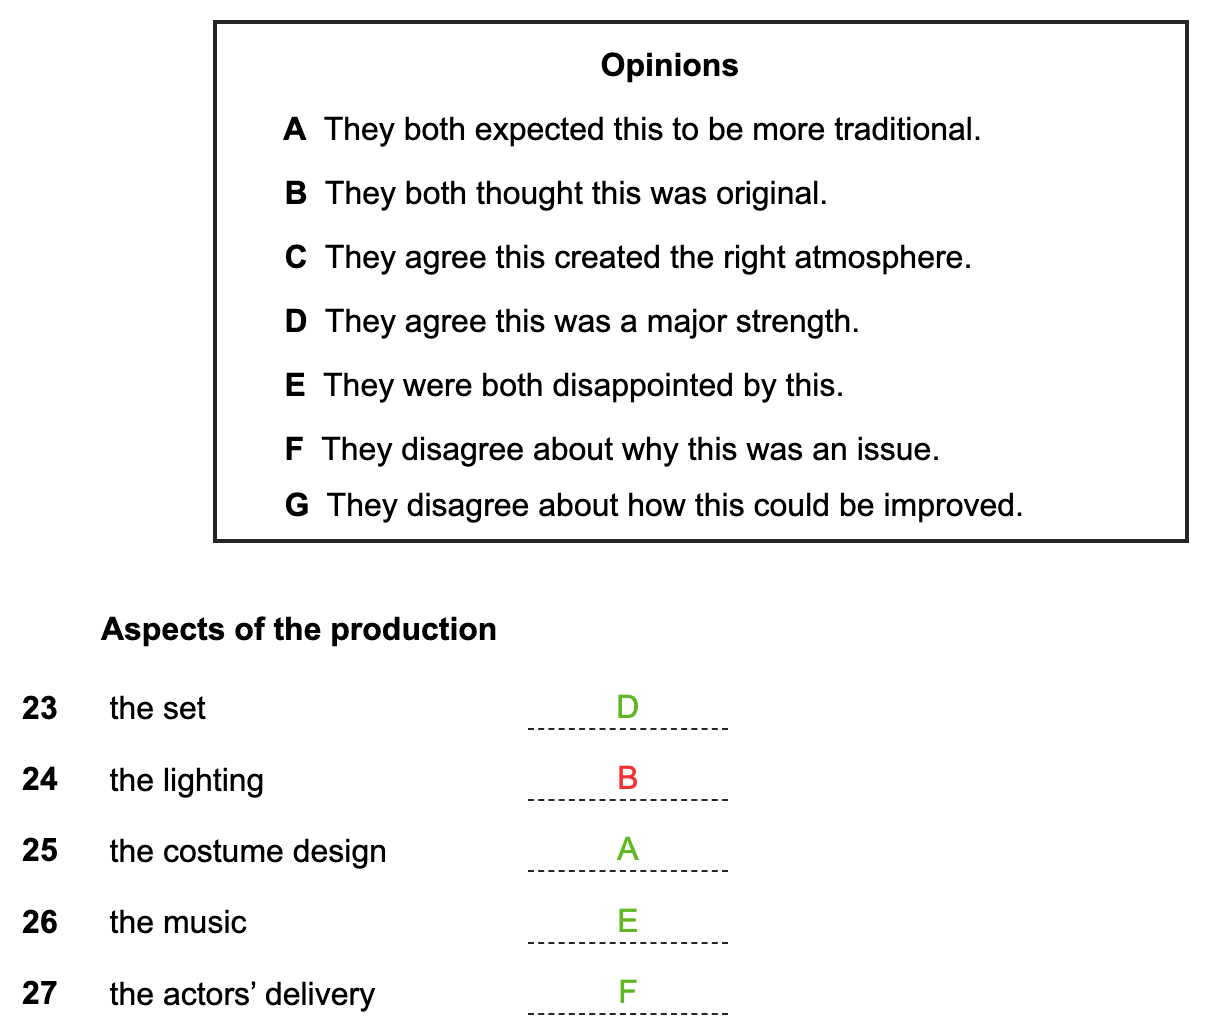 Opinions
A They both expected this to be more traditional.
B They both thought this was original.
C They agree this created the right atmosphere.
D They agree this was a major strength.
E They were both disappointed by this.
F They disagree about why this was an issue.
G They disagree about how this could be improved.
Aspects of the production
23 the set D
24 the lighting B
25 the costume design A
26 the music E
27 the actors’ delivery F